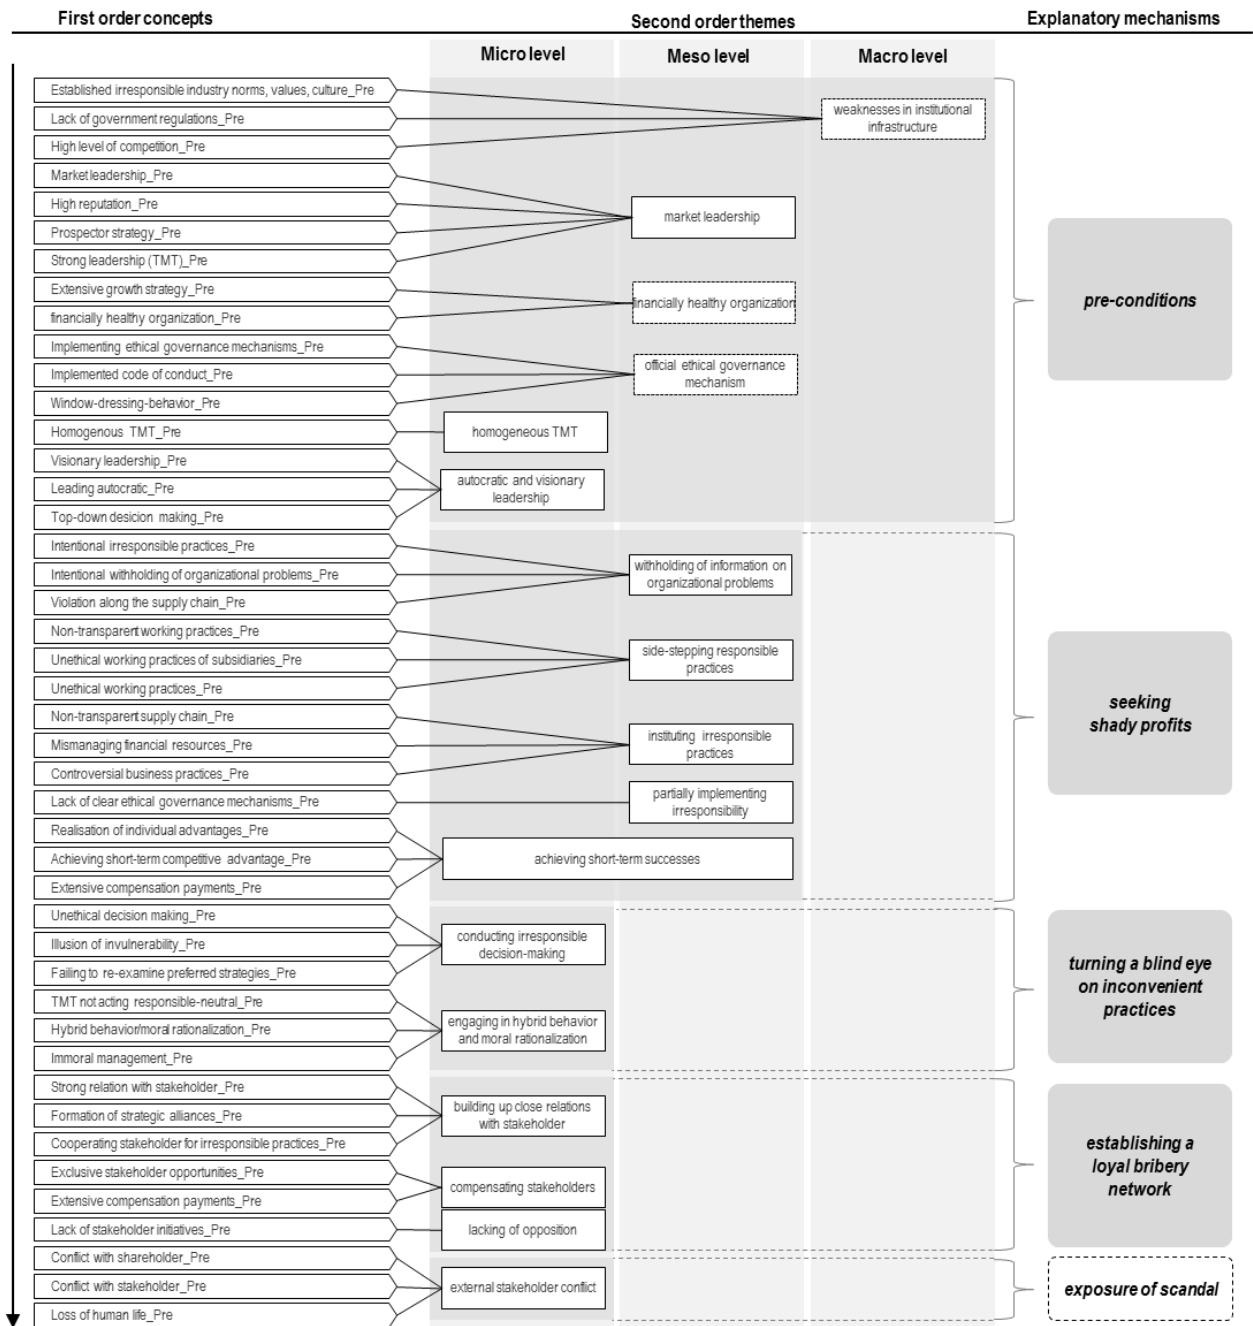 First order concepts
Second order themes
Explanatory mechanisms
Micro level
Meso level
Macro level
Established irresponsible industry norms, values, culture_Pre
Lack of government regulations_Pre
High level of competition_Pre
weaknesses in institutional
infrastructure
Market leadership_Pre
High reputation_Pre
Prospector strategy_Pre
Strong leadership (TMT)_Pre
market leadership
Extensive growth strategy_Pre
financially healthy organization_Pre
financially healthy organization
Implementing ethical governance mechanisms_Pre
Implemented code of conduct_Pre
Window-dressing-behavior_Pre
official ethical governance
mechanism
Homogenous TMT_Pre
homogeneous TMT
Visionary leadership_Pre
Leading autocratic_Pre
Top-down desicion making_Pre
autocratic and visionary
leadership
pre-conditions
Intentional irresponsible practices_Pre
Intentional withholding of organizational problems_Pre
Violation along the supply chain_Pre
withholding of information on
organizational problems
Non-transparent working practices_Pre
Unethical working practices of subsidiaries_Pre
Unethical working practices_Pre
side-stepping responsible
practices
Non-transparent supply chain_Pre
Mismanaging financial resources_Pre
Controversial business practices_Pre
instituting irresponsible
practices
Lack of clear ethical governance mechanisms_Pre
partially implementing
irresponsibility
Realisation of individual advantages_Pre
Achieving short-term competitive advantage_Pre
Extensive compensation payments_Pre
achieving short-term successes
seeking
shady profits
Unethical decision making_Pre
Illusion of invulnerability_Pre
Failing to re-examine preferred strategies_Pre
conducting irresponsible
decision-making
TMT not acting responsible-neutral_Pre
Hybrid behavior/moral rationalization_Pre
Immoral management_Pre
engaging in hybrid behavior
and moral rationalization
turning a blind eye
on inconvenient
practices
Strong relation with stakeholder_Pre
Formation of strategic alliances_Pre
Cooperating stakeholder for irresponsible practices_Pre
building up close relations
with stakeholder
Exclusive stakeholder opportunities_Pre
Extensive compensation payments_Pre
compensating stakeholders
Lack of stakeholder initiatives_Pre
lacking of opposition
establishing a
loyal bribery
network
Conflict with shareholder_Pre
Conflict with stakeholder_Pre
Loss of human life_Pre
external stakeholder conflict
exposure of scandal